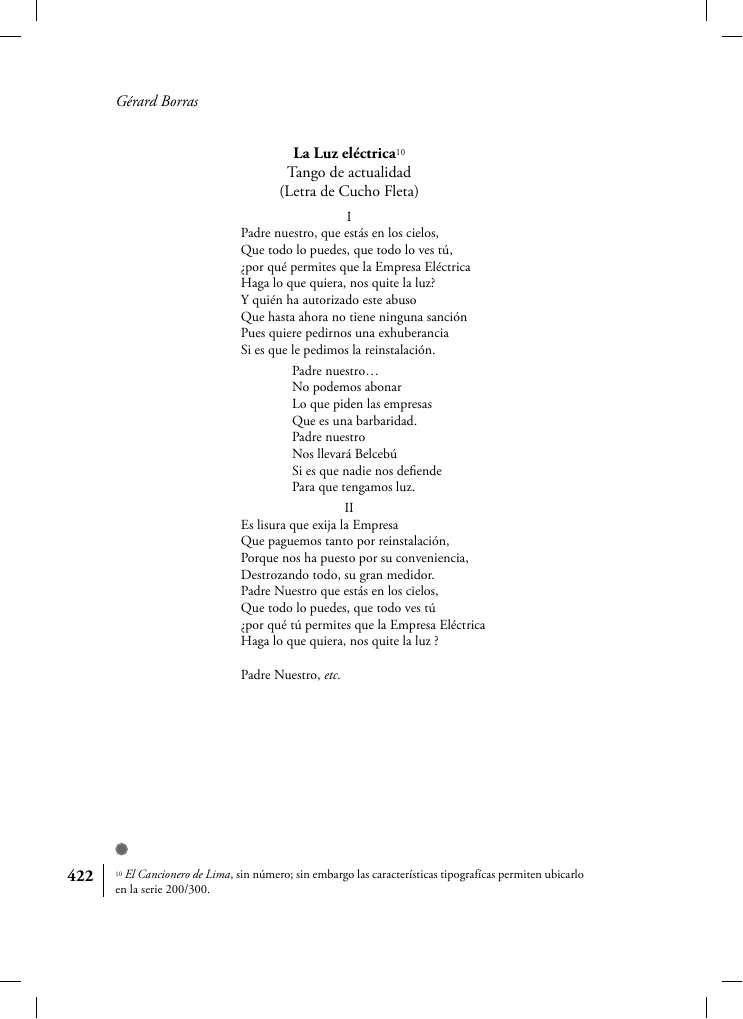 Gérard Borras
La Luz eléctrica10
Tango de actualidad
(Letra de Cucho Fleta)
I
Padre nuestro, que estás en los cielos,
Que todo lo puedes, que todo lo ves tú,
¿por qué permites que la Empresa Eléctrica
Haga lo que quiera, nos quite la luz?
Y quién ha autorizado este abuso
Que hasta ahora no tiene ninguna sanción
Pues quiere pedirnos una exhuberancia
Si es que le pedimos la reinstalación.
Padre nuestro…
No podemos abonar
Lo que piden las empresas
Que es una barbaridad.
Padre nuestro
Nos llevará Belcebú
Si es que nadie nos defiende
Para que tengamos luz.
II
Es lisura que exija la Empresa
Que paguemos tanto por reinstalación,
Porque nos ha puesto por su conveniencia,
Destrozando todo, su gran medidor.
Padre Nuestro que estás en los cielos,
Que todo lo puedes, que todo ves tú
¿por qué tú permites que la Empresa Eléctrica
Haga lo que quiera, nos quite la luz ?
Padre Nuestro, etc.
422
10 El Cancionero de Lima, sin número; sin embargo las características tipografícas permiten ubicarlo
en la serie 200/300.